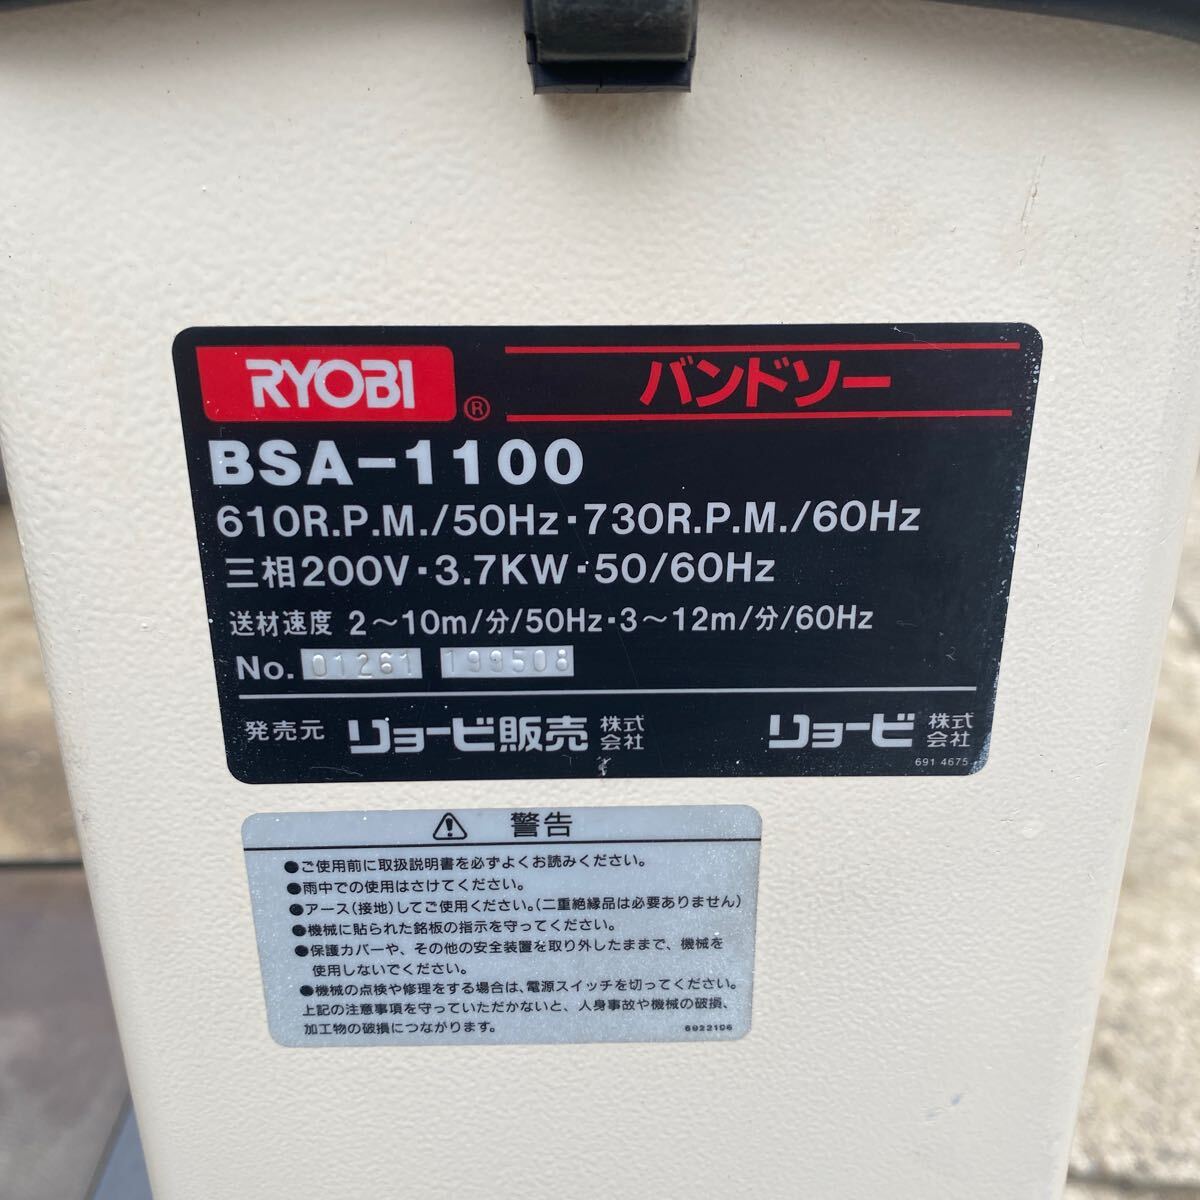 RYOBI ® バンドソー
BSA-1100
610R.P.M./50Hz·730R.P.M./60Hz
三相200V·3.7KW·50/60Hz
送材速度 2～10m/分/50Hz·3～12m/分/60Hz
No. 01261 199508
発売元 リョービ販売株式会社 リョービ株式会社
691 4675
⚠ 警告
●ご使用前に取扱説明書を必ずよくお読みください。
●雨中での使用はさけてください。
●アース(接地)してご使用ください。(二重絶縁品は必要ありません)
●機械に貼られた銘板の指示を守ってください。
●保護カバーや、その他の安全装置を取り外したままで、機械を
使用しないでください。
●機械の点検や修理をする場合は、電源スイッチを切ってください。
上記の注意事項を守っていただかないと、人身事故や機械の破損、
加工物の破損につながります。
6922106